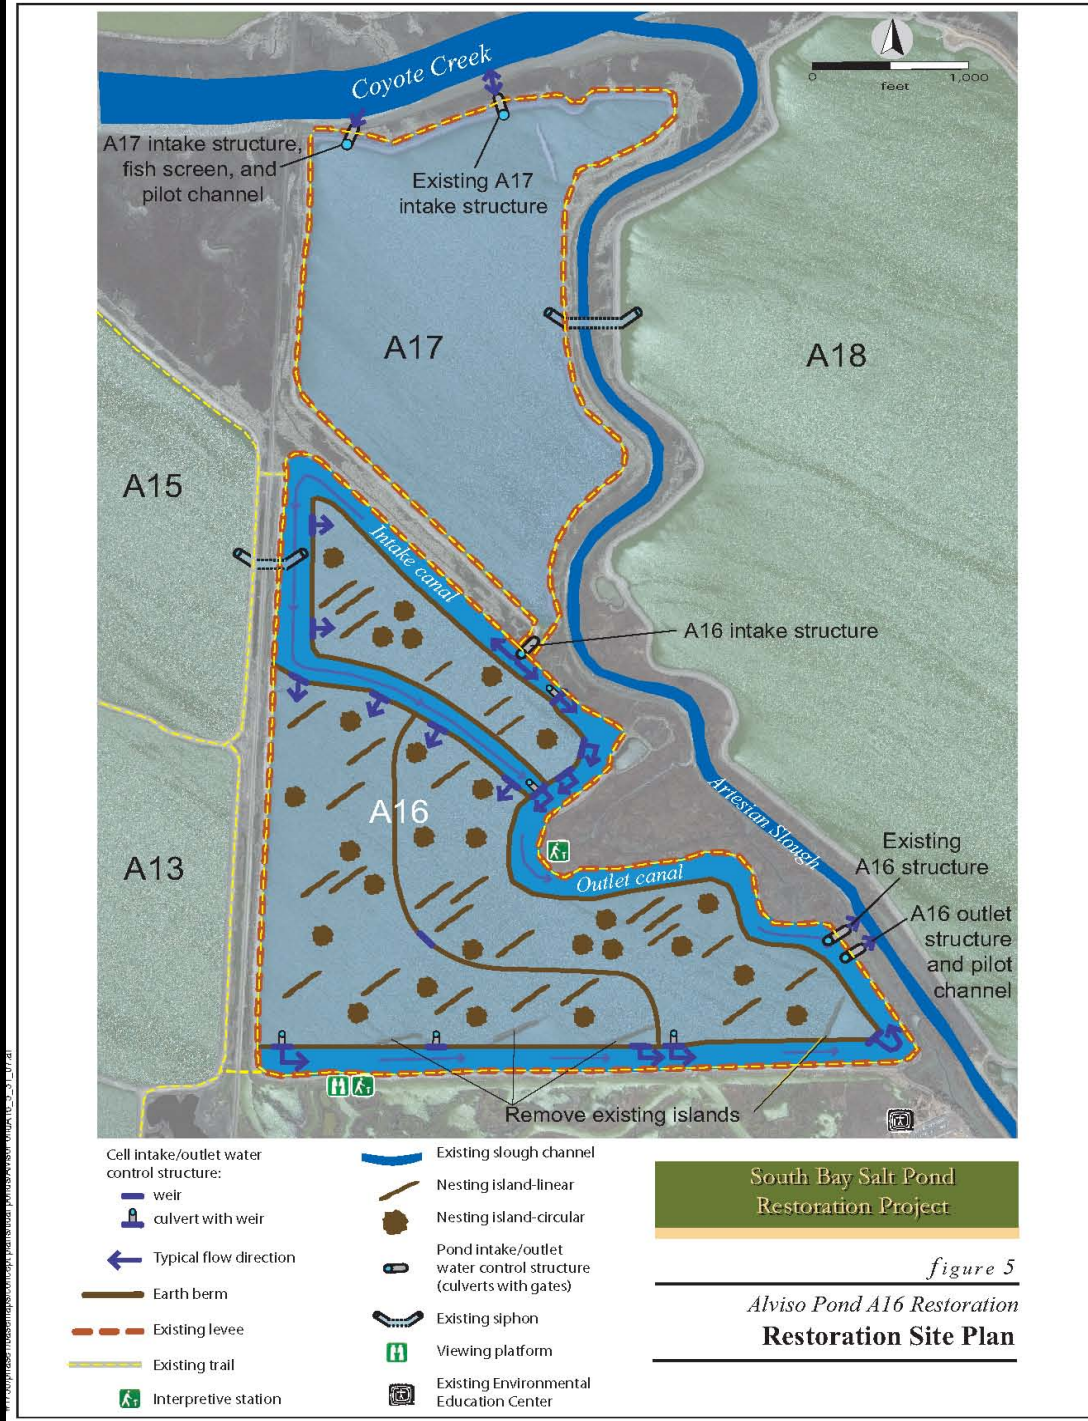 Coyote Creek
0
1,000
feet
A17 intake structure,
fish screen, and
pilot channel
Existing A17
intake structure
A17
A18
A15
Intake canal
A16 intake structure
A16
Artesian Slough
A13
Existing
A16 structure
Outlet canal
A16 outlet
structure
and pilot
channel
Remove existing islands
Cell intake/outlet water
control structure:
weir
culvert with weir
Typical flow direction
Earth berm
Existing levee
Existing trail
Interpretive station
Existing slough channel
Nesting island-linear
Nesting island-circular
Pond intake/outlet
water control structure
(culverts with gates)
Existing siphon
Viewing platform
Existing Environmental
Education Center
South Bay Salt Pond
Restoration Project
figure 5
Alviso Pond A16 Restoration
Restoration Site Plan